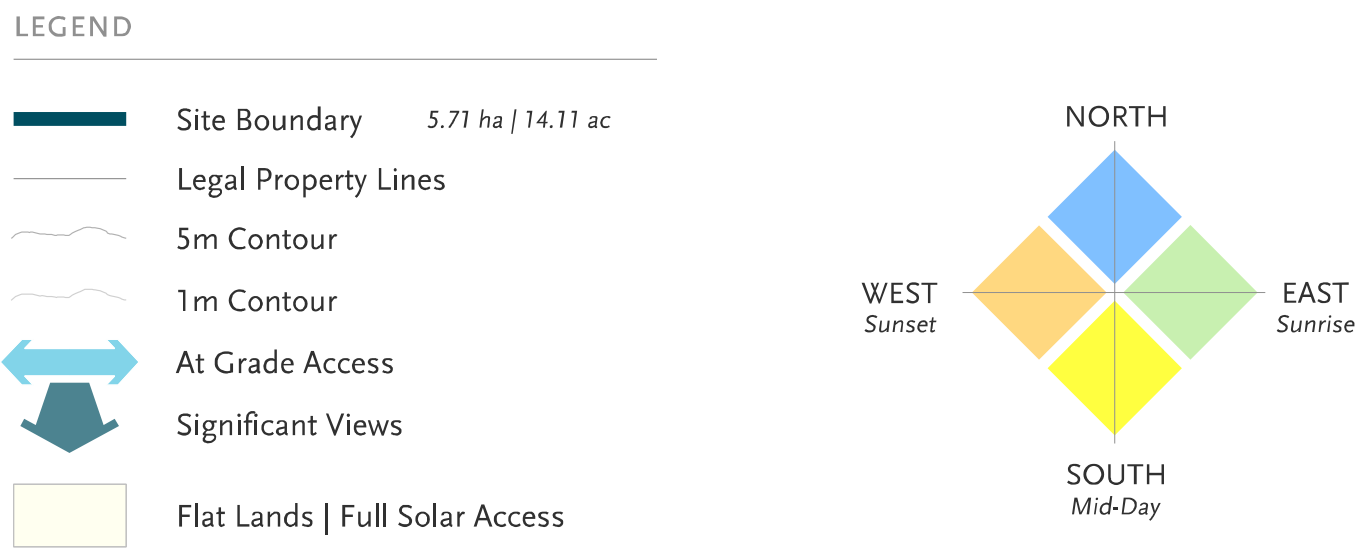 LEGEND
Site Boundary 5.71 ha | 14.11 ac
Legal Property Lines
5m Contour
1m Contour
At Grade Access
Significant Views
Flat Lands | Full Solar Access
NORTH
WEST
Sunset
EAST
Sunrise
SOUTH
Mid-Day